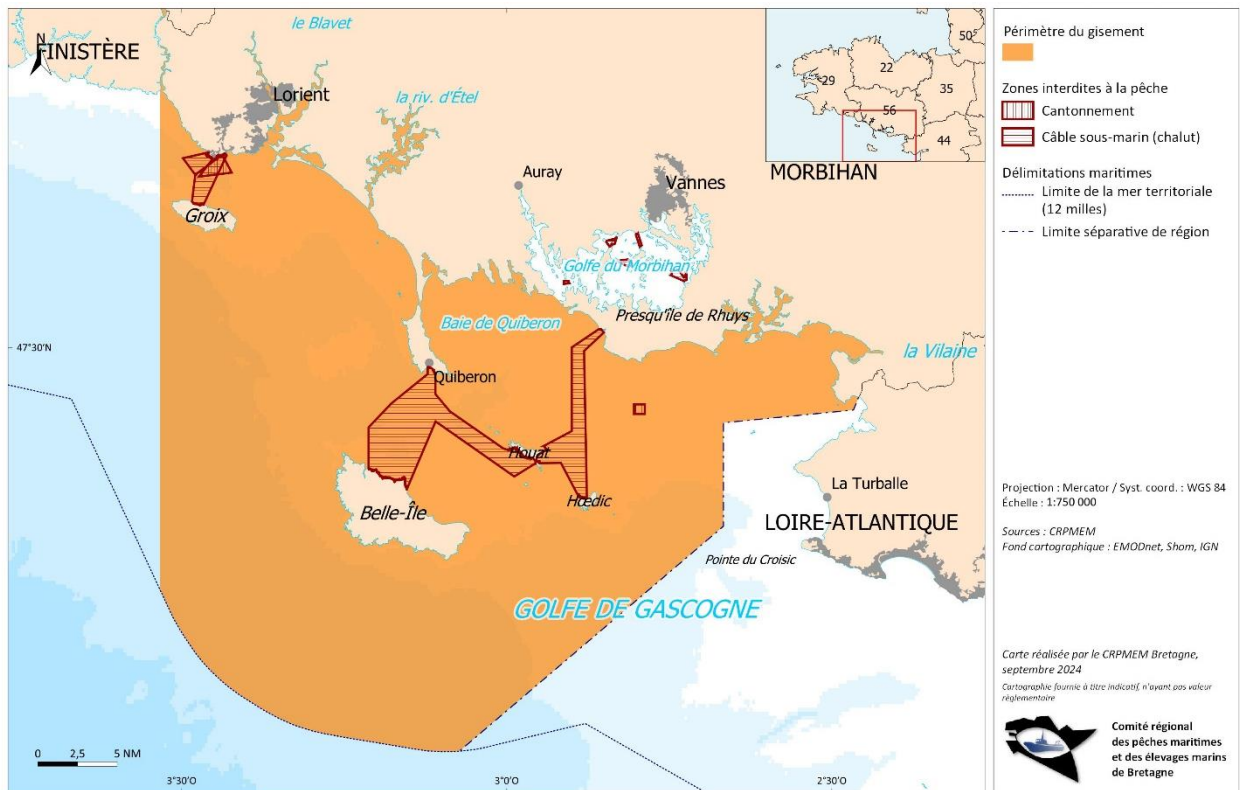 le Blavet
N
FINISTÈRE
Lorient
la riv. d'Étel
Auray
Vannes
MORBIHAN
Groix
Golfe du Morbihan
Presqu'île de Rhuys
Baie de Quiberon
47°30'N
la Vilaine
Quiberon
Houat
Hœdic
Belle-Île
La Turballe
LOIRE-ATLANTIQUE
Pointe du Croisic
GOLFE DE GASCOGNE
0 2,5 5 NM
3°30'O
3°0'O
2°30'O
50
29
22
35
56
44
Périmètre du gisement
Zones interdites à la pêche
Cantonnement
Câble sous-marin (chalut)
Délimitations maritimes
Limite de la mer territoriale
(12 milles)
Limite séparative de région
Projection : Mercator / Syst. coord. : WGS 84
Échelle : 1:750 000
Sources : CRPMEM
Fond cartographique : EMODnet, Shom, IGN
Carte réalisée par le CRPMEM Bretagne,
septembre 2024
Cartographie fournie à titre indicatif, n'ayant pas valeur
règlementaire
Comité régional
des pêches maritimes
et des élevages marins
de Bretagne